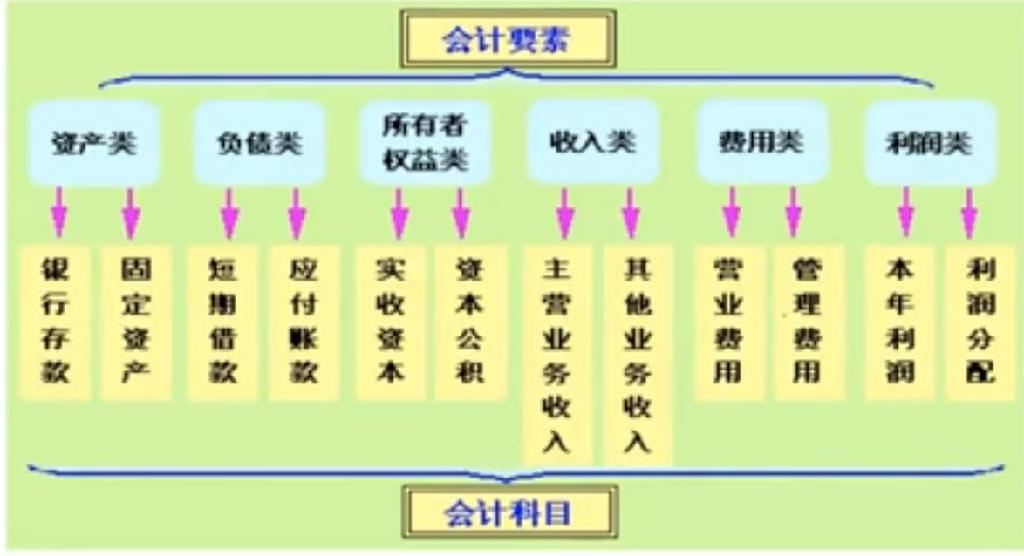 会计要素
资产类
负债类
所有者
权益类
收入类
费用类
利润类
银行存款
固定资产
短期借款
应付账款
实收资本
资本公积
主营业务收入
其他业务收入
营业费用
管理费用
本年利润
利润分配
会计科目